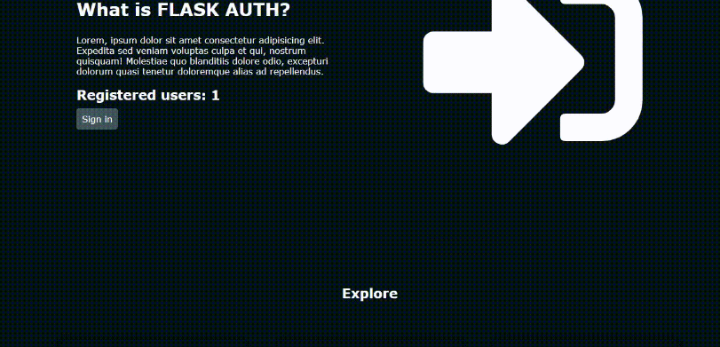 What is FLASK AUTH?
Lorem, ipsum dolor sit amet consectetur adipisicing elit.
Expedita sed veniam voluptas culpa et qui, nostrum
quisquam! Molestiae quo blanditiis dolore odio, excepturi
dolorum quasi tenetur doloremque alias ad repellendus.
Registered users: 1
Sign in
Explore